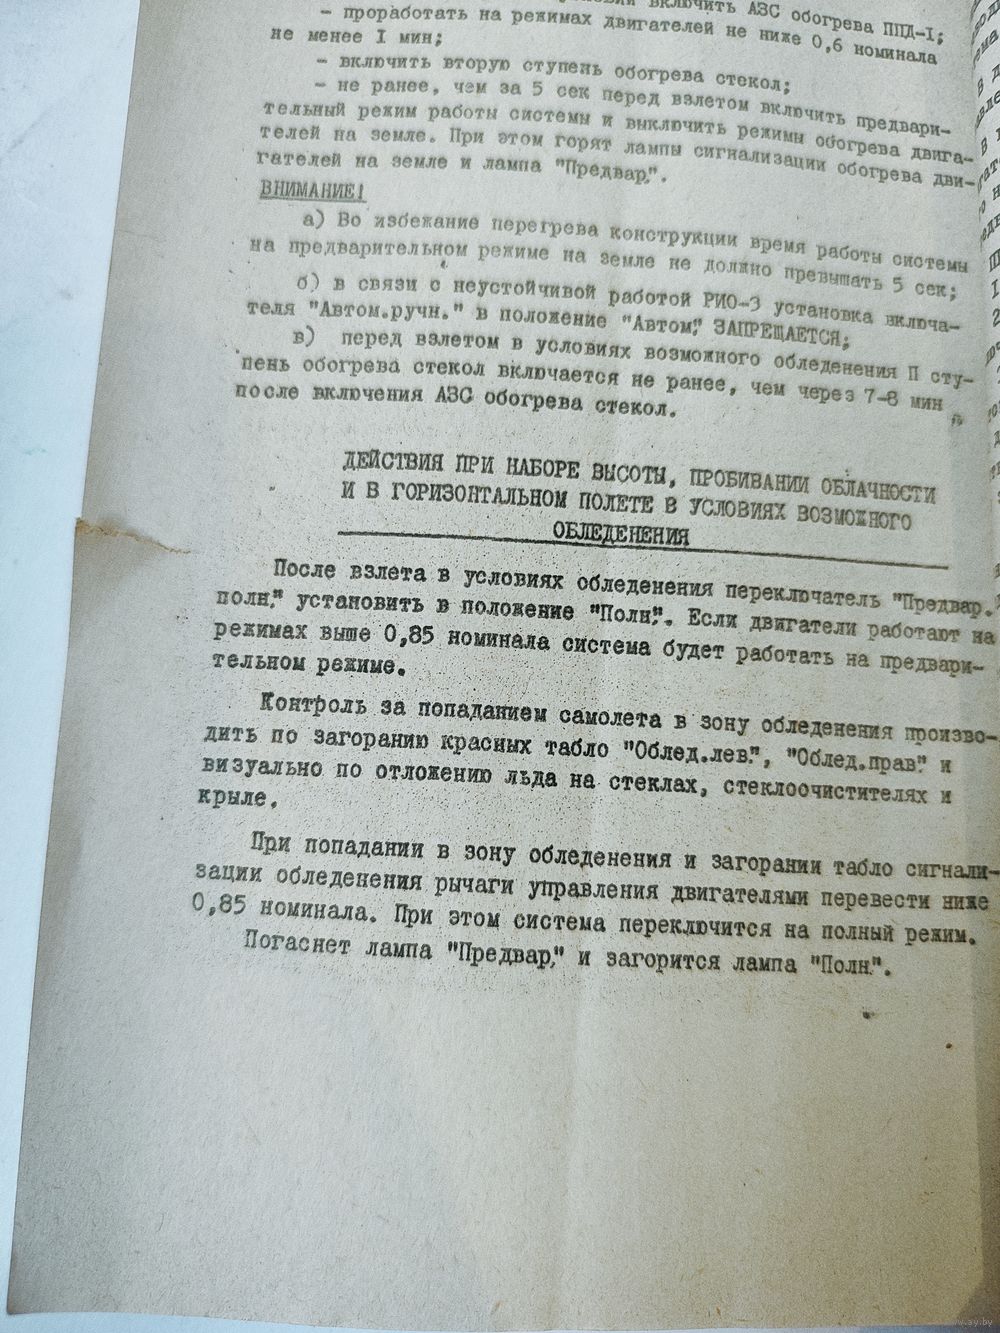 включить АЗС обогрева ППД-I;
- проработать на режимах двигателей не ниже 0,6 номинала
не менее I мин;
- включить вторую ступень обогрева стекол;
- не ранее, чем за 5 сек перед взлетом включить предвари-
тельный режим работы системы и выключить режимы обогрева двига-
телей на земле. При этом горят лампы сигнализации обогрева дви-
гателей на земле и лампа "Предвар.".
ВНИМАНИЕ!
а) Во избежание перегрева конструкции время работы системы
на предварительном режиме на земле не должно превышать 5 сек;
б) в связи с неустойчивой работой РИО-3 установка включа-
теля "Автом.ручн." в положение "Автом." ЗАПРЕЩАЕТСЯ;
в) перед взлетом в условиях возможного обледенения П сту-
пень обогрева стекол включается не ранее, чем через 7-8 мин
после включения АЗС обогрева стекол.
ДЕЙСТВИЯ ПРИ НАБОРЕ ВЫСОТЫ, ПРОБИВАНИИ ОБЛАЧНОСТИ
И В ГОРИЗОНТАЛЬНОМ ПОЛЕТЕ В УСЛОВИЯХ ВОЗМОЖНОГО
ОБЛЕДЕНЕНИЯ
После взлета в условиях обледенения переключатель "Предвар.
полн." установить в положение "Полн.". Если двигатели работают на
режимах выше 0,85 номинала система будет работать на предвари-
тельном режиме.
Контроль за попаданием самолета в зону обледенения произво-
дить по загоранию красных табло "Облед.лев.", "Облед.прав." и
визуально по отложению льда на стеклах, стеклоочистителях и
крыле.
При попадании в зону обледенения и загорании табло сигнали-
зации обледенения рычаги управления двигателями перевести ниже
0,85 номинала. При этом система переключится на полный режим.
Погаснет лампа "Предвар." и загорится лампа "Полн.".